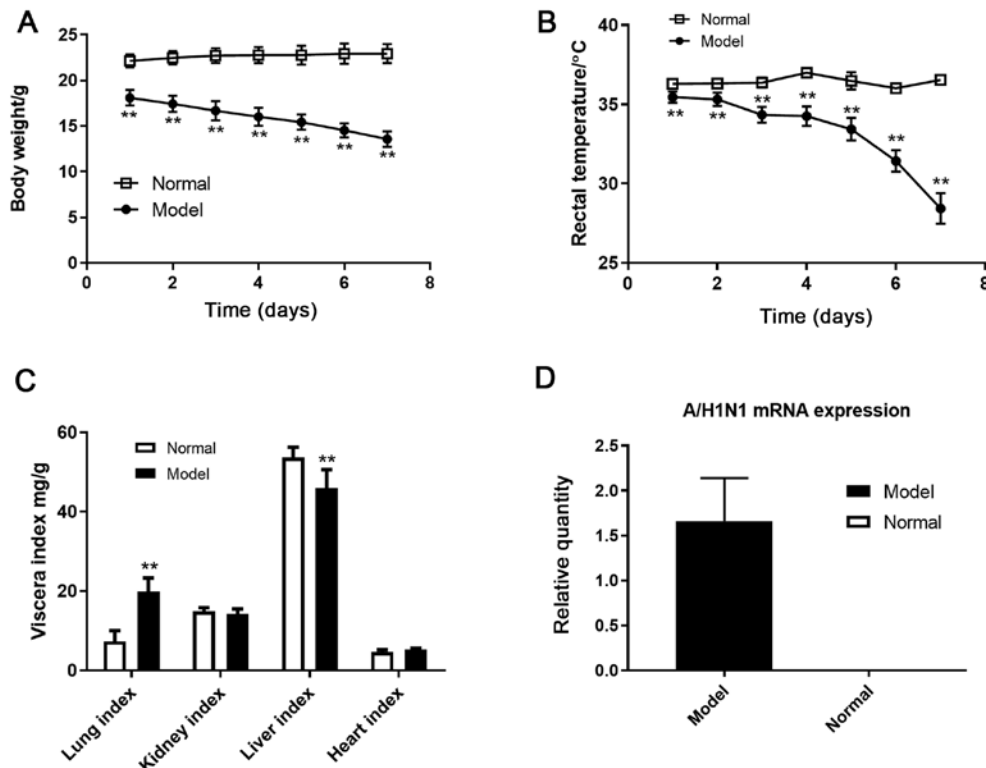 A
Body weight/g
25
20
15
10
5
0
** ** ** ** ** ** **
Normal
Model
0 2 4 6 8
Time (days)
B
Normal
Model
Rectal temperature/°C
40
35
30
25
** ** ** ** ** ** **
0 2 4 6 8
Time (days)
C
Viscera index mg/g
60
40
20
0
Normal
Model
**
**
Lung index
Kidney index
Liver index
Heart index
D
A/H1N1 mRNA expression
Relative quantity
2.5
2.0
1.5
1.0
0.5
0.0
Model
Normal
Model
Normal